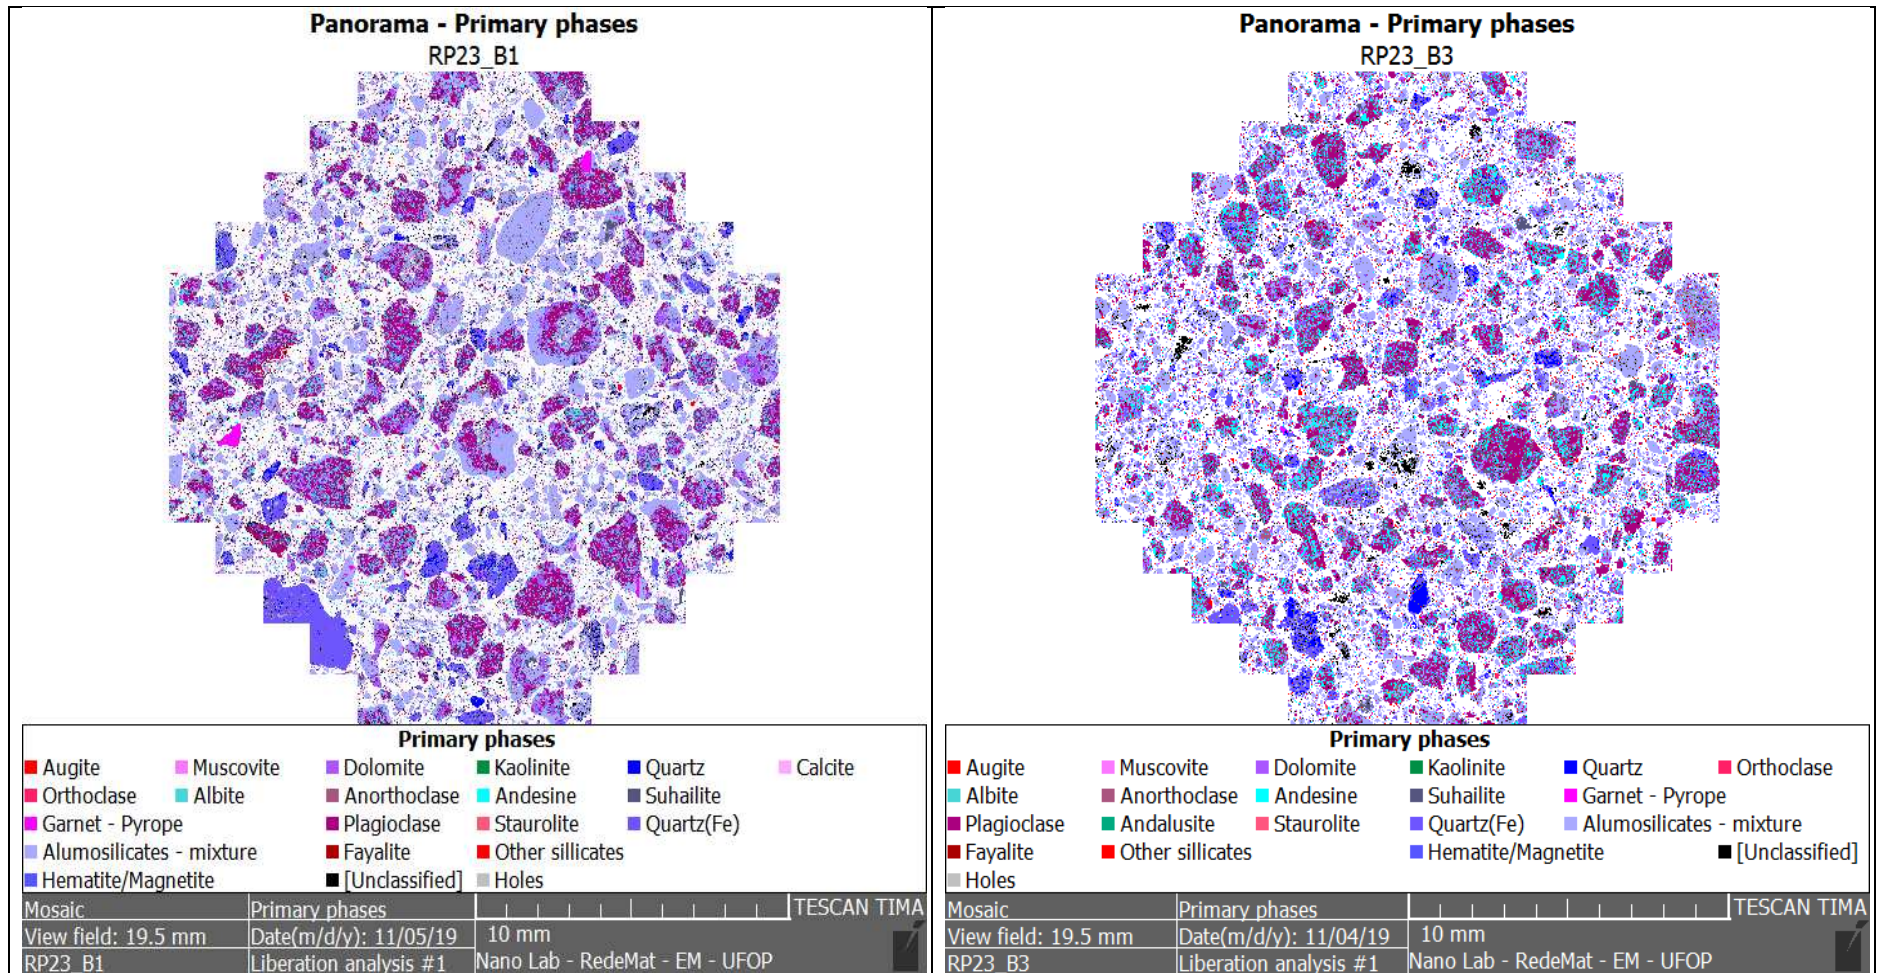 Panorama - Primary phases
RP23_B1
Primary phases
Augite Muscovite Dolomite Kaolinite Quartz Calcite
Orthoclase Albite Anorthoclase Andesine Suhailite
Garnet - Pyrope Plagioclase Staurolite Quartz(Fe)
Alumosilicates - mixture Fayalite Other sillicates
Hematite/Magnetite [Unclassified] Holes
Mosaic Primary phases TESCAN TIMA
View field: 19.5 mm Date(m/d/y): 11/05/19 10 mm
RP23_B1 Liberation analysis #1 Nano Lab - RedeMat - EM - UFOP
Panorama - Primary phases
RP23_B3
Primary phases
Augite Muscovite Dolomite Kaolinite Quartz Orthoclase
Albite Anorthoclase Andesine Suhailite Garnet - Pyrope
Plagioclase Andalusite Staurolite Quartz(Fe) Alumosilicates - mixture
Fayalite Other sillicates Hematite/Magnetite [Unclassified]
Holes
Mosaic Primary phases TESCAN TIMA
View field: 19.5 mm Date(m/d/y): 11/04/19 10 mm
RP23_B3 Liberation analysis #1 Nano Lab - RedeMat - EM - UFOP